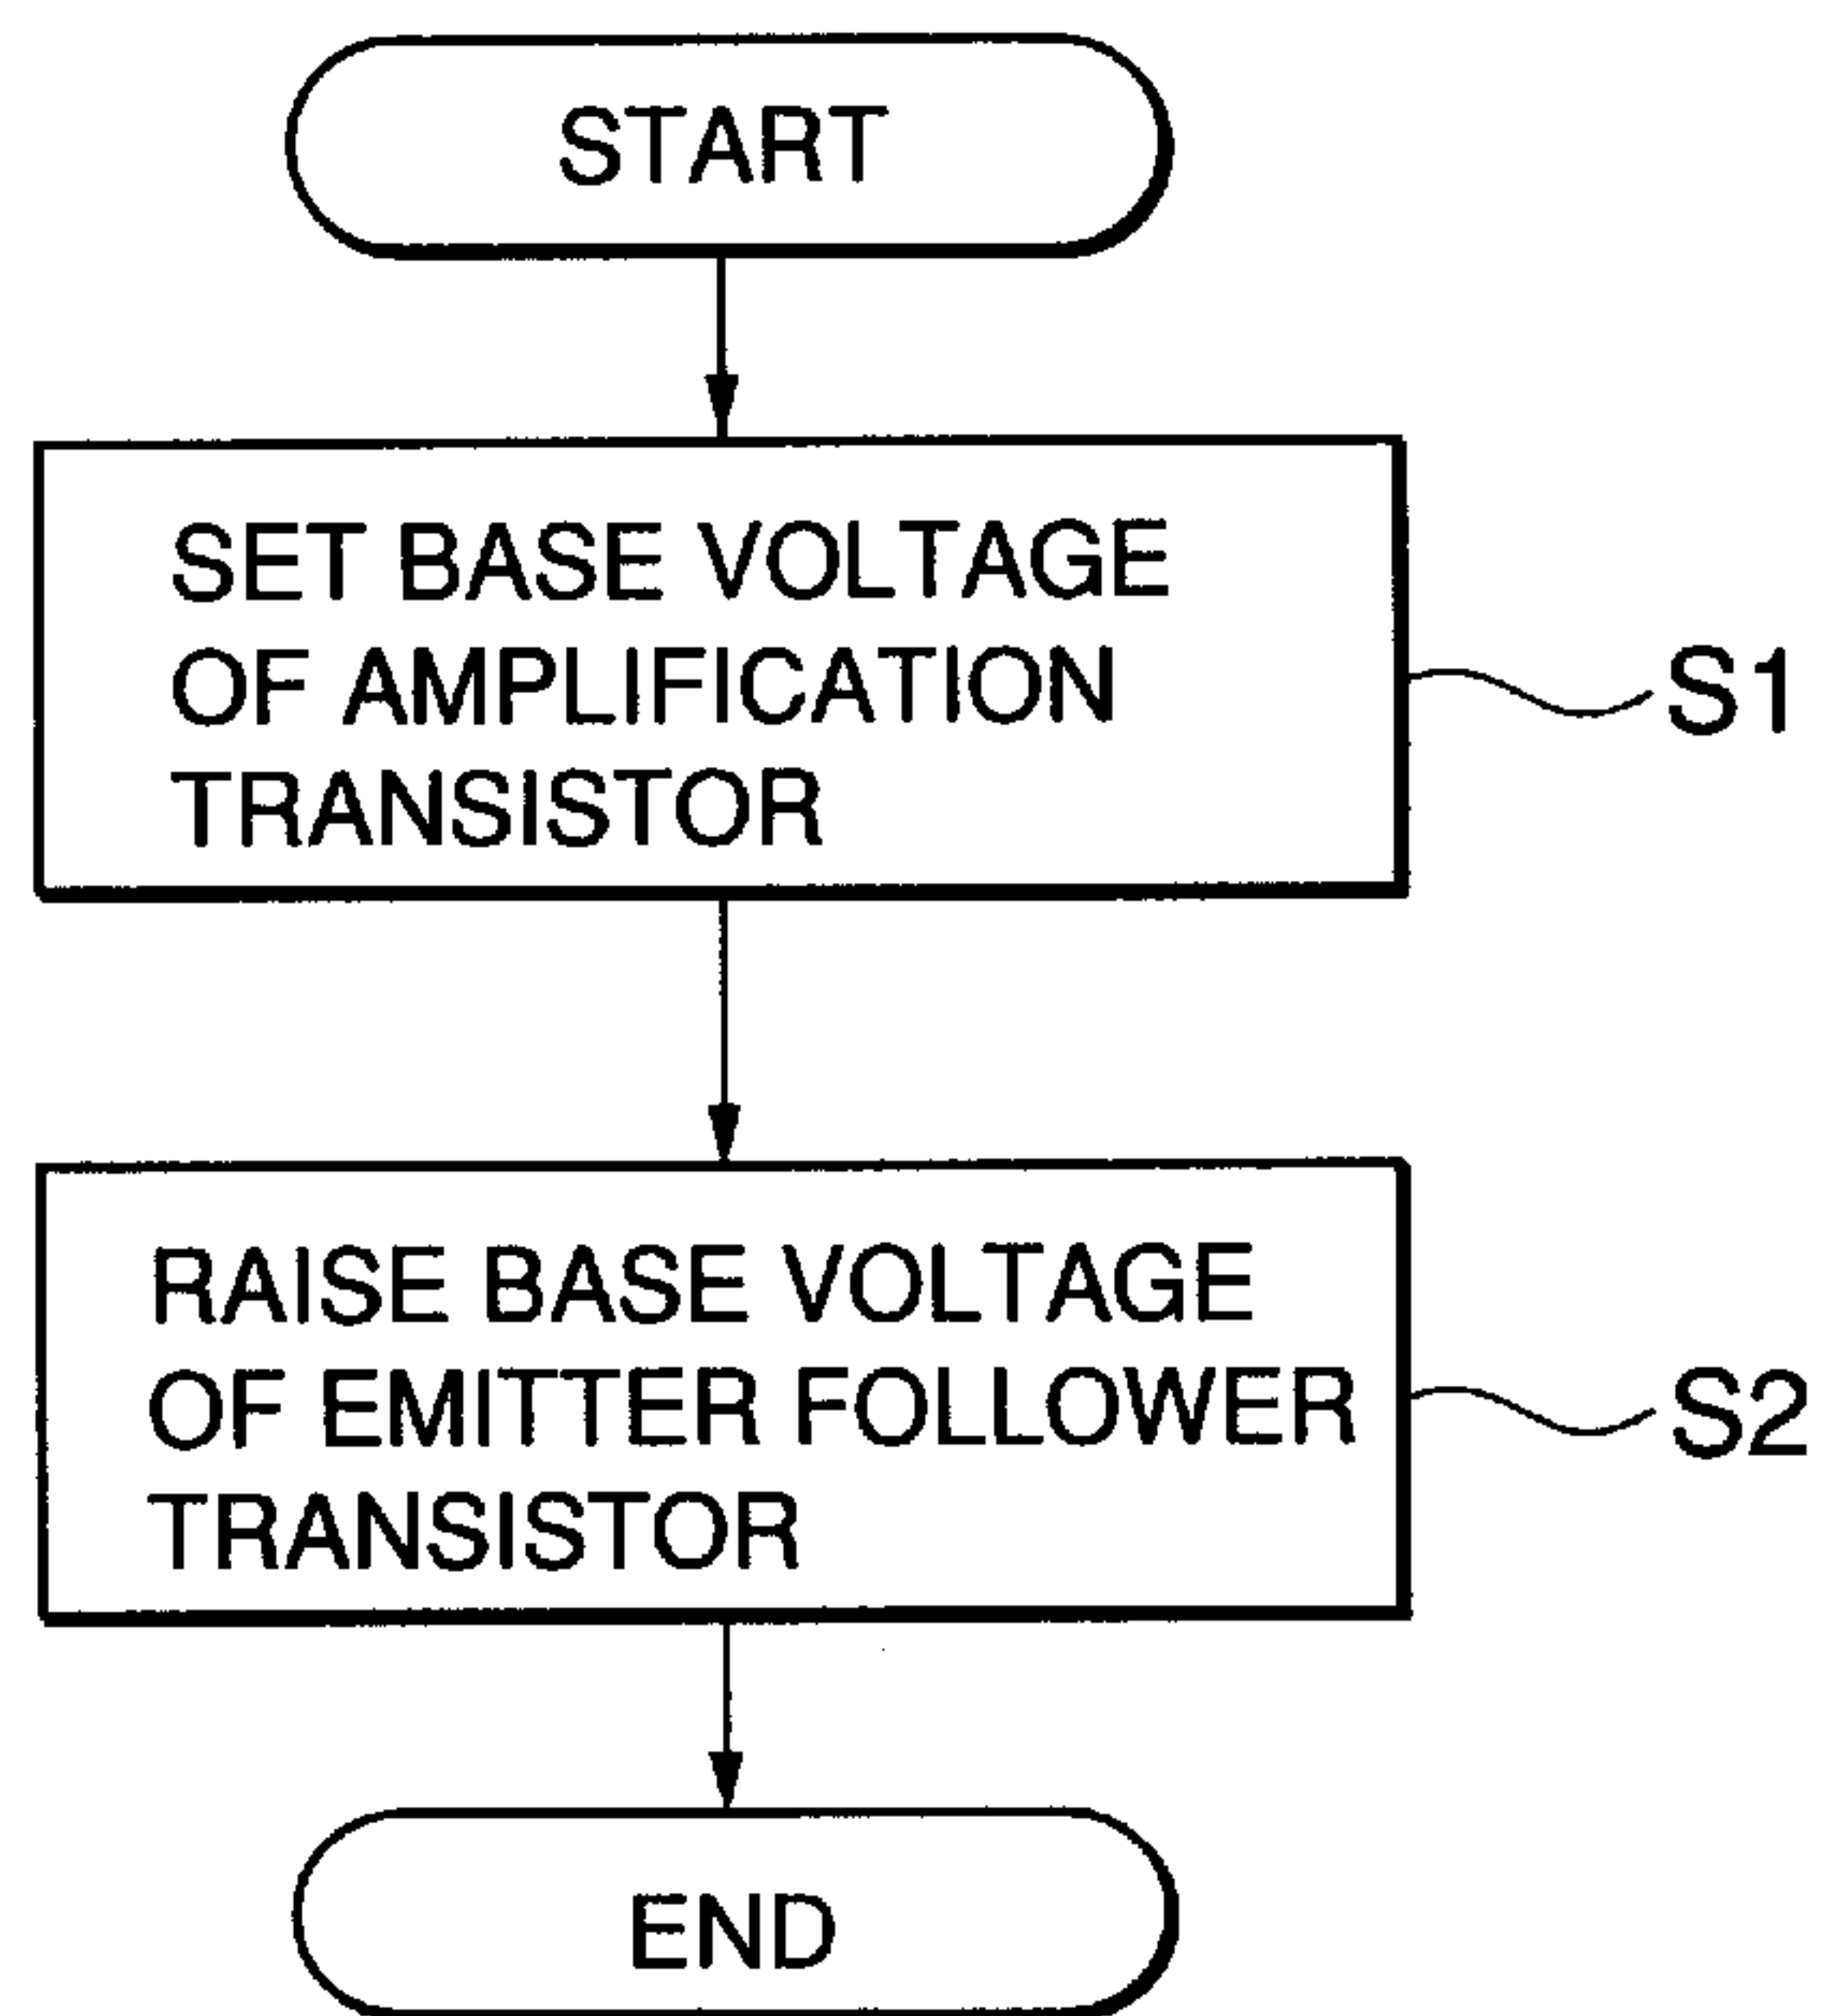 START
SET BASE VOLTAGE
OF AMPLIFICATION
TRANSISTOR
S1
RAISE BASE VOLTAGE
OF EMITTER FOLLOWER
TRANSISTOR
S2
END